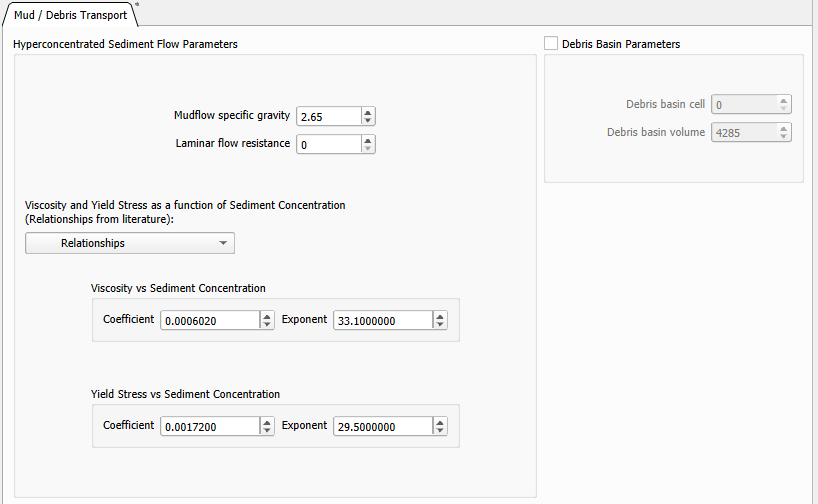 Mud / Debris Transport
Hyperconcentrated Sediment Flow Parameters
Mudflow specific gravity 2.65
Laminar flow resistance 0
Viscosity and Yield Stress as a function of Sediment Concentration
(Relationships from literature):
Relationships
Viscosity vs Sediment Concentration
Coefficient 0.0006020 Exponent 33.1000000
Yield Stress vs Sediment Concentration
Coefficient 0.0017200 Exponent 29.5000000
Debris Basin Parameters
Debris basin cell 0
Debris basin volume 4285